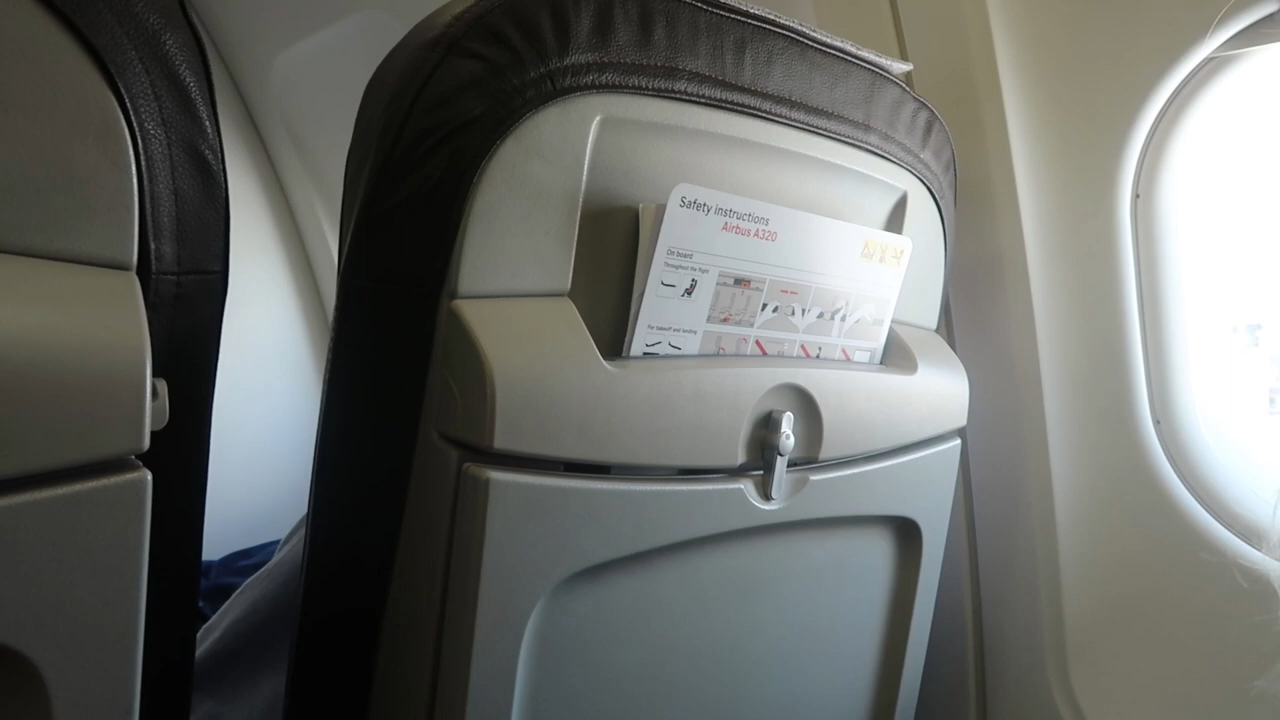 Safety instructions
Airbus A320
On board
Throughout the flight
For takeoff and landing